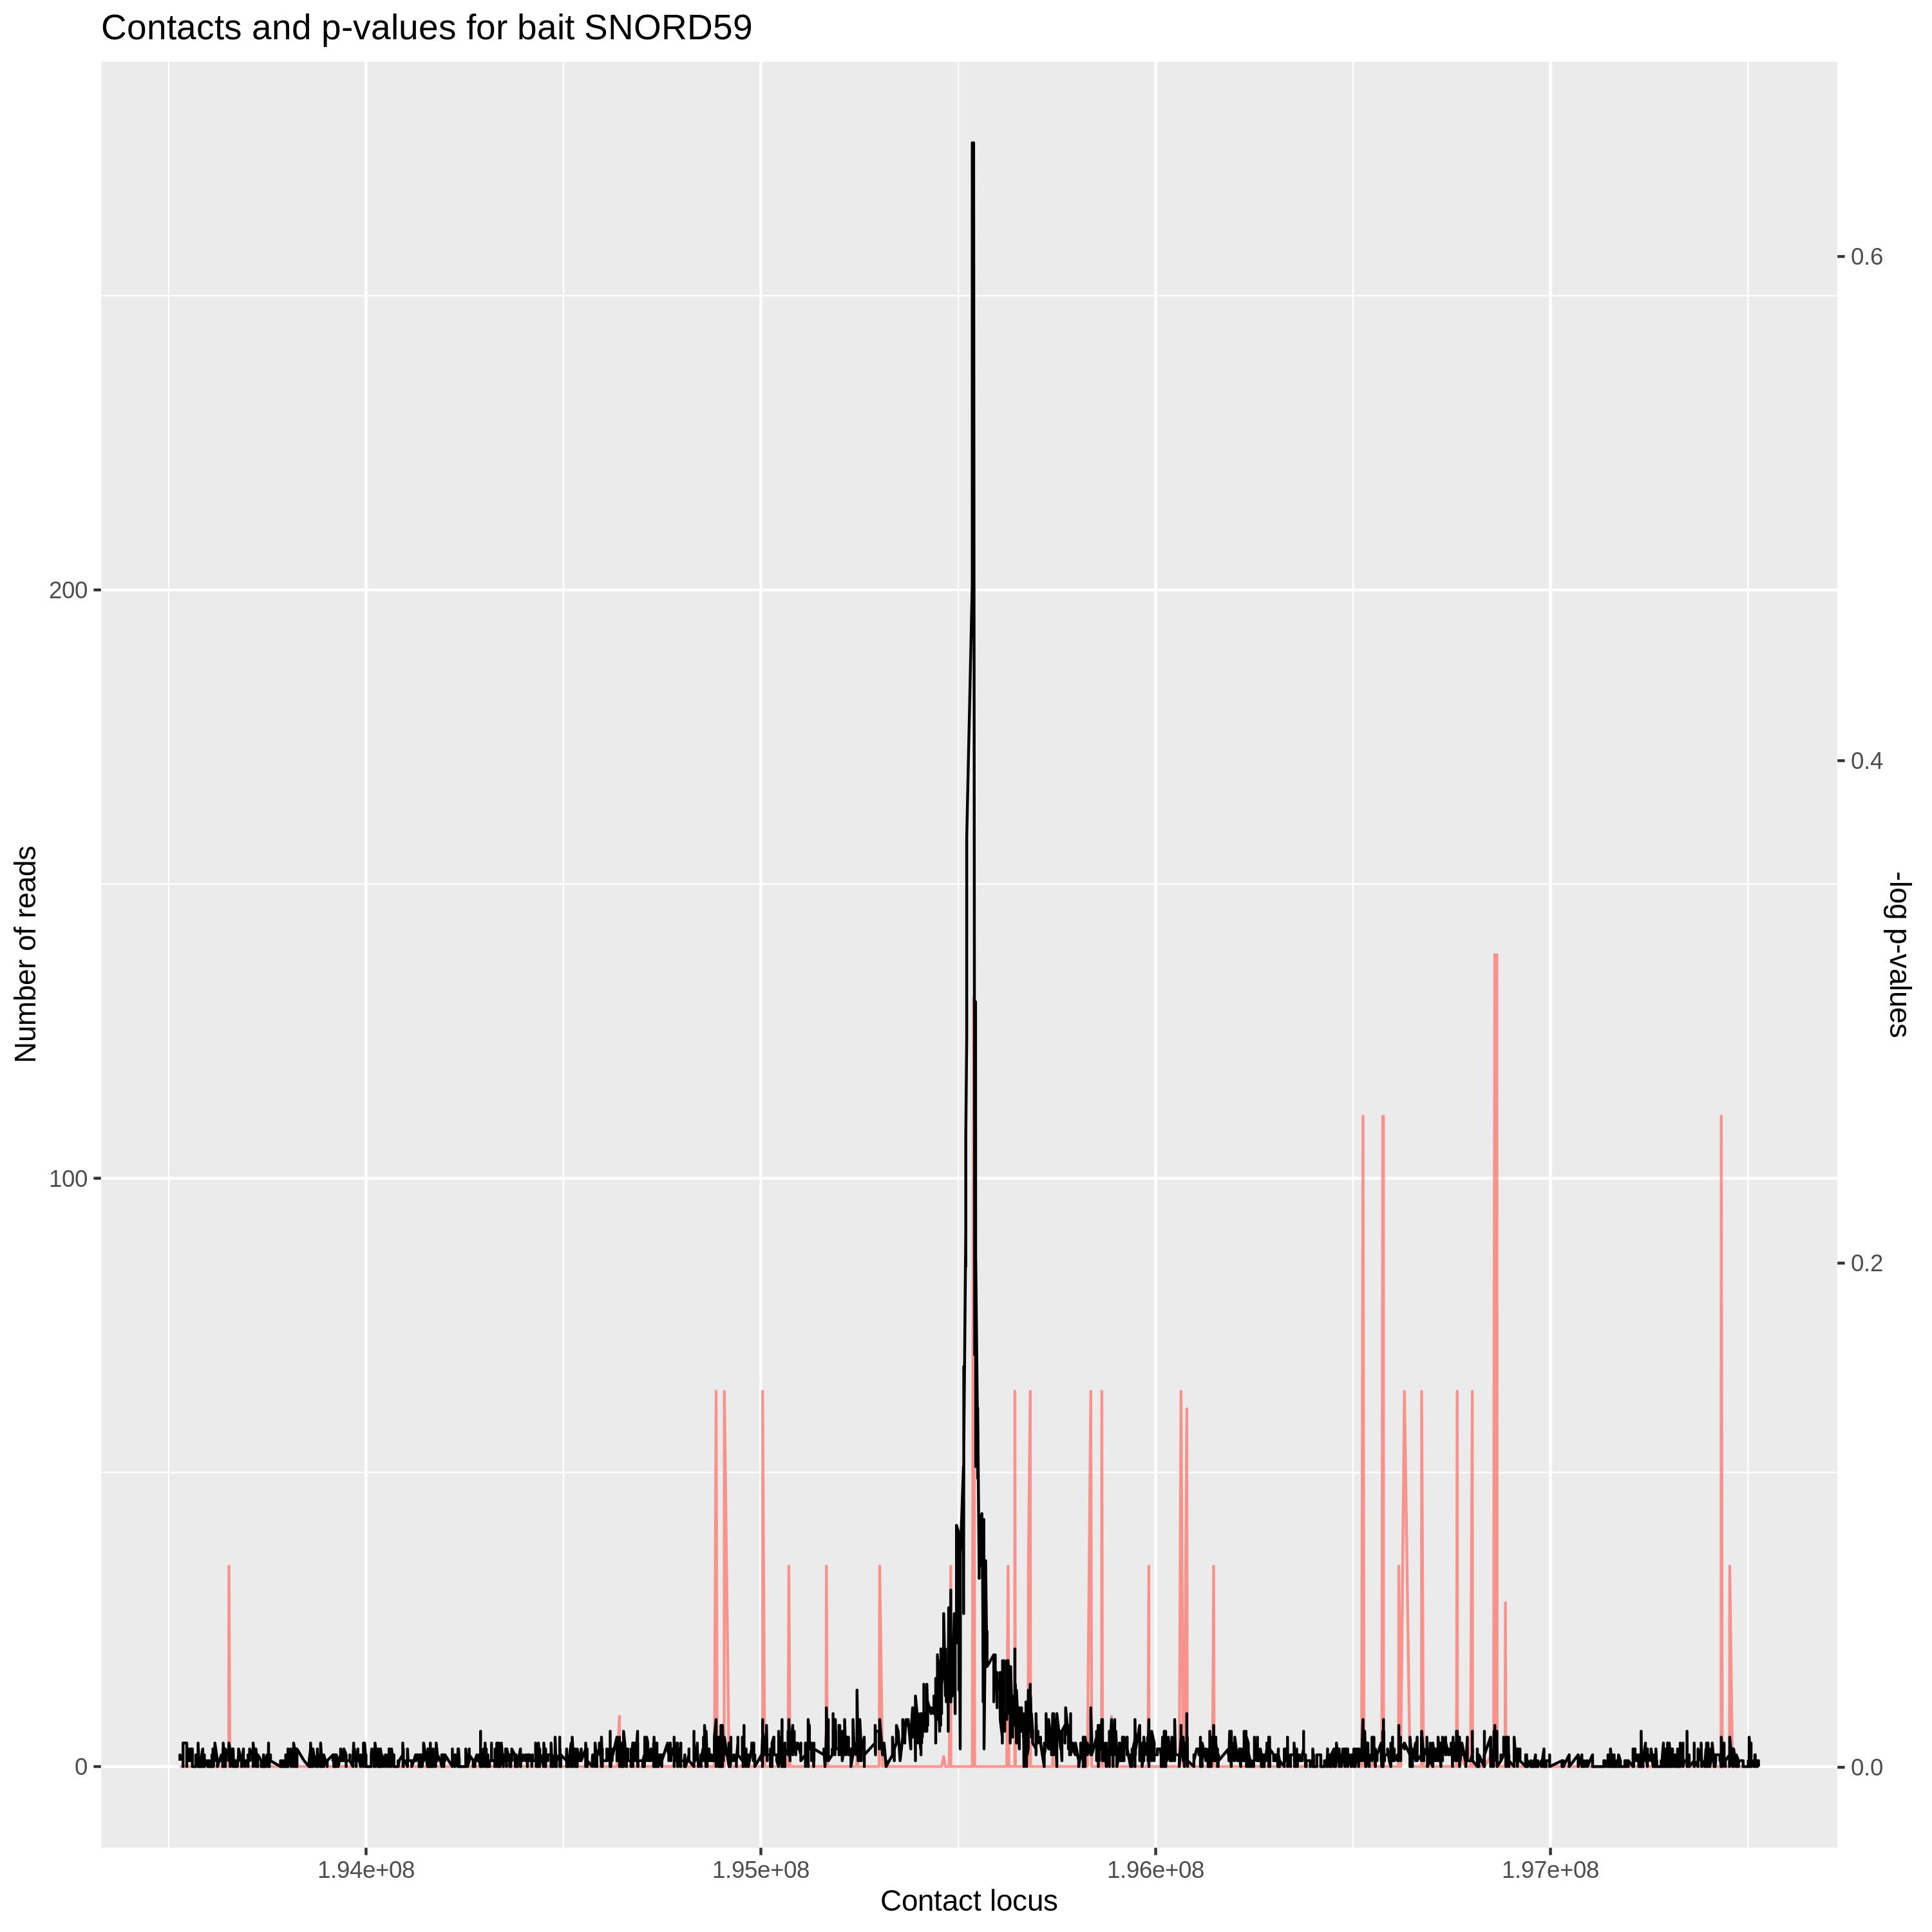 Contacts and p-values for bait SNORD59
Number of reads
200
100
0
0.6
0.4
0.2
0.0
-log p-values
1.94e+08
1.95e+08
1.96e+08
1.97e+08
Contact locus